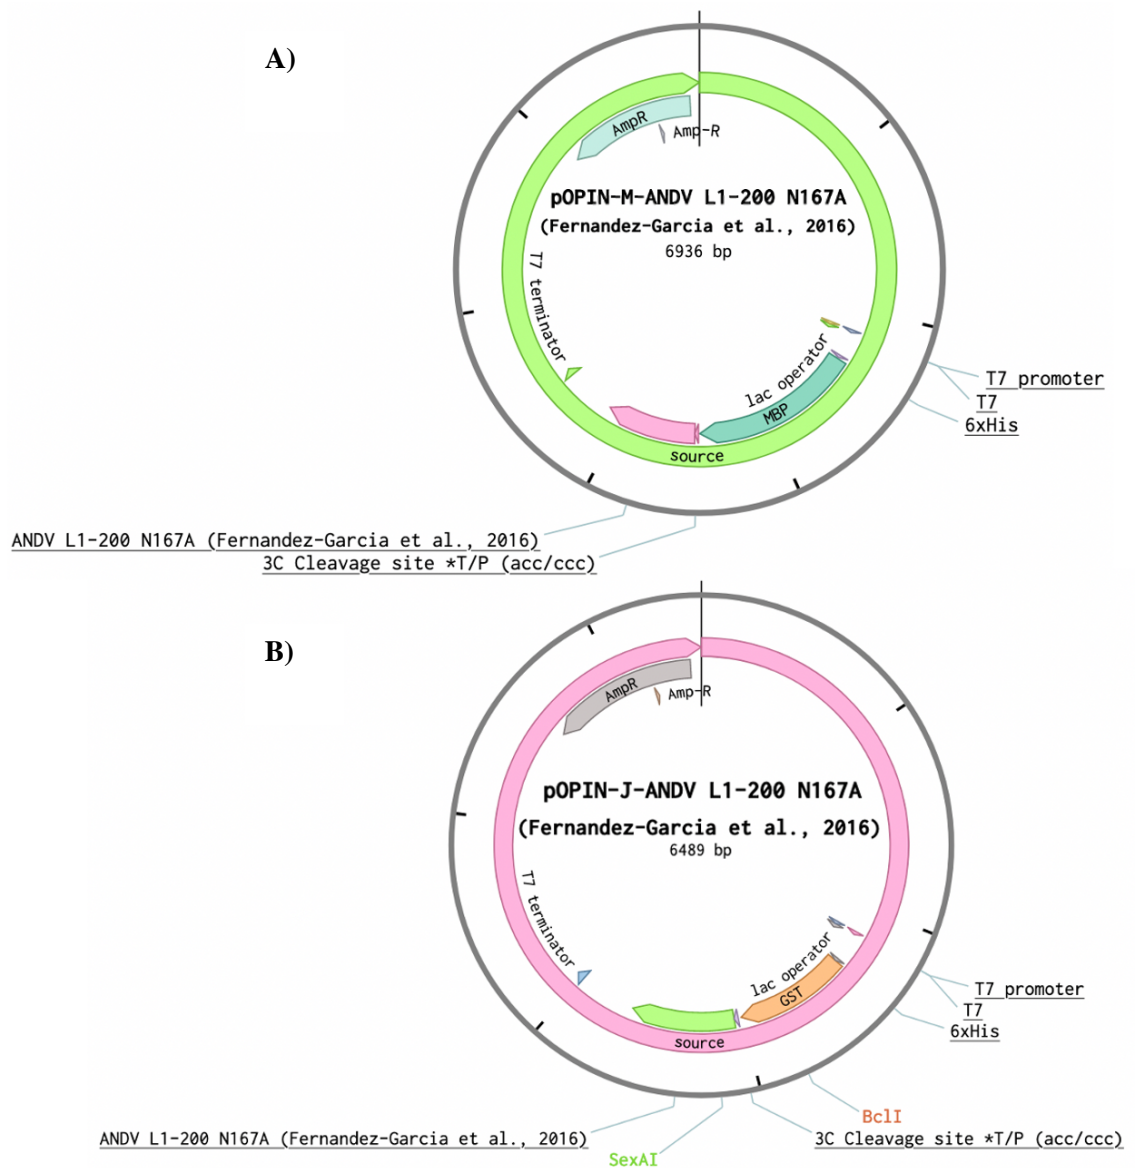 A)
AmpR
Amp-R
pOPIN-M-ANDV L1-200 N167A
(Fernandez-Garcia et al., 2016)
6936 bp
T7 terminator
lac operator
MBP
source
T7 promoter
T7
6xHis
ANDV L1-200 N167A (Fernandez-Garcia et al., 2016)
3C Cleavage site *T/P (acc/ccc)
B)
AmpR
Amp-R
pOPIN-J-ANDV L1-200 N167A
(Fernandez-Garcia et al., 2016)
6489 bp
T7 terminator
lac operator
GST
source
T7 promoter
T7
6xHis
BclI
ANDV L1-200 N167A (Fernandez-Garcia et al., 2016)
3C Cleavage site *T/P (acc/ccc)
SexAI